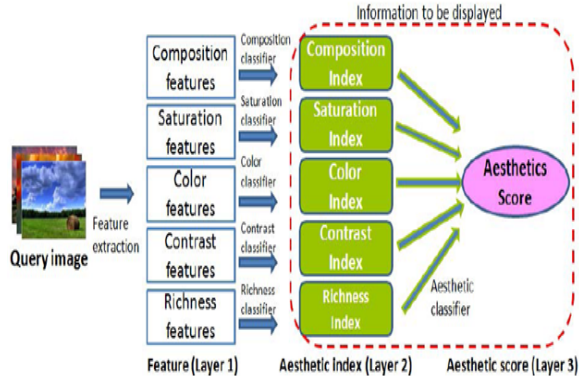 Information to be displayed
Composition
features
Composition
classifier
Composition
Index
Saturation
features
Saturation
classifier
Saturation
Index
Color
features
Color
classifier
Color
Index
Contrast
features
Contrast
classifier
Contrast
Index
Richness
features
Richness
classifier
Richness
Index
Query image
Feature
extraction
Aesthetics
Score
Aesthetic
classifier
Feature (Layer 1)
Aesthetic index (Layer 2)
Aesthetic score (Layer 3)